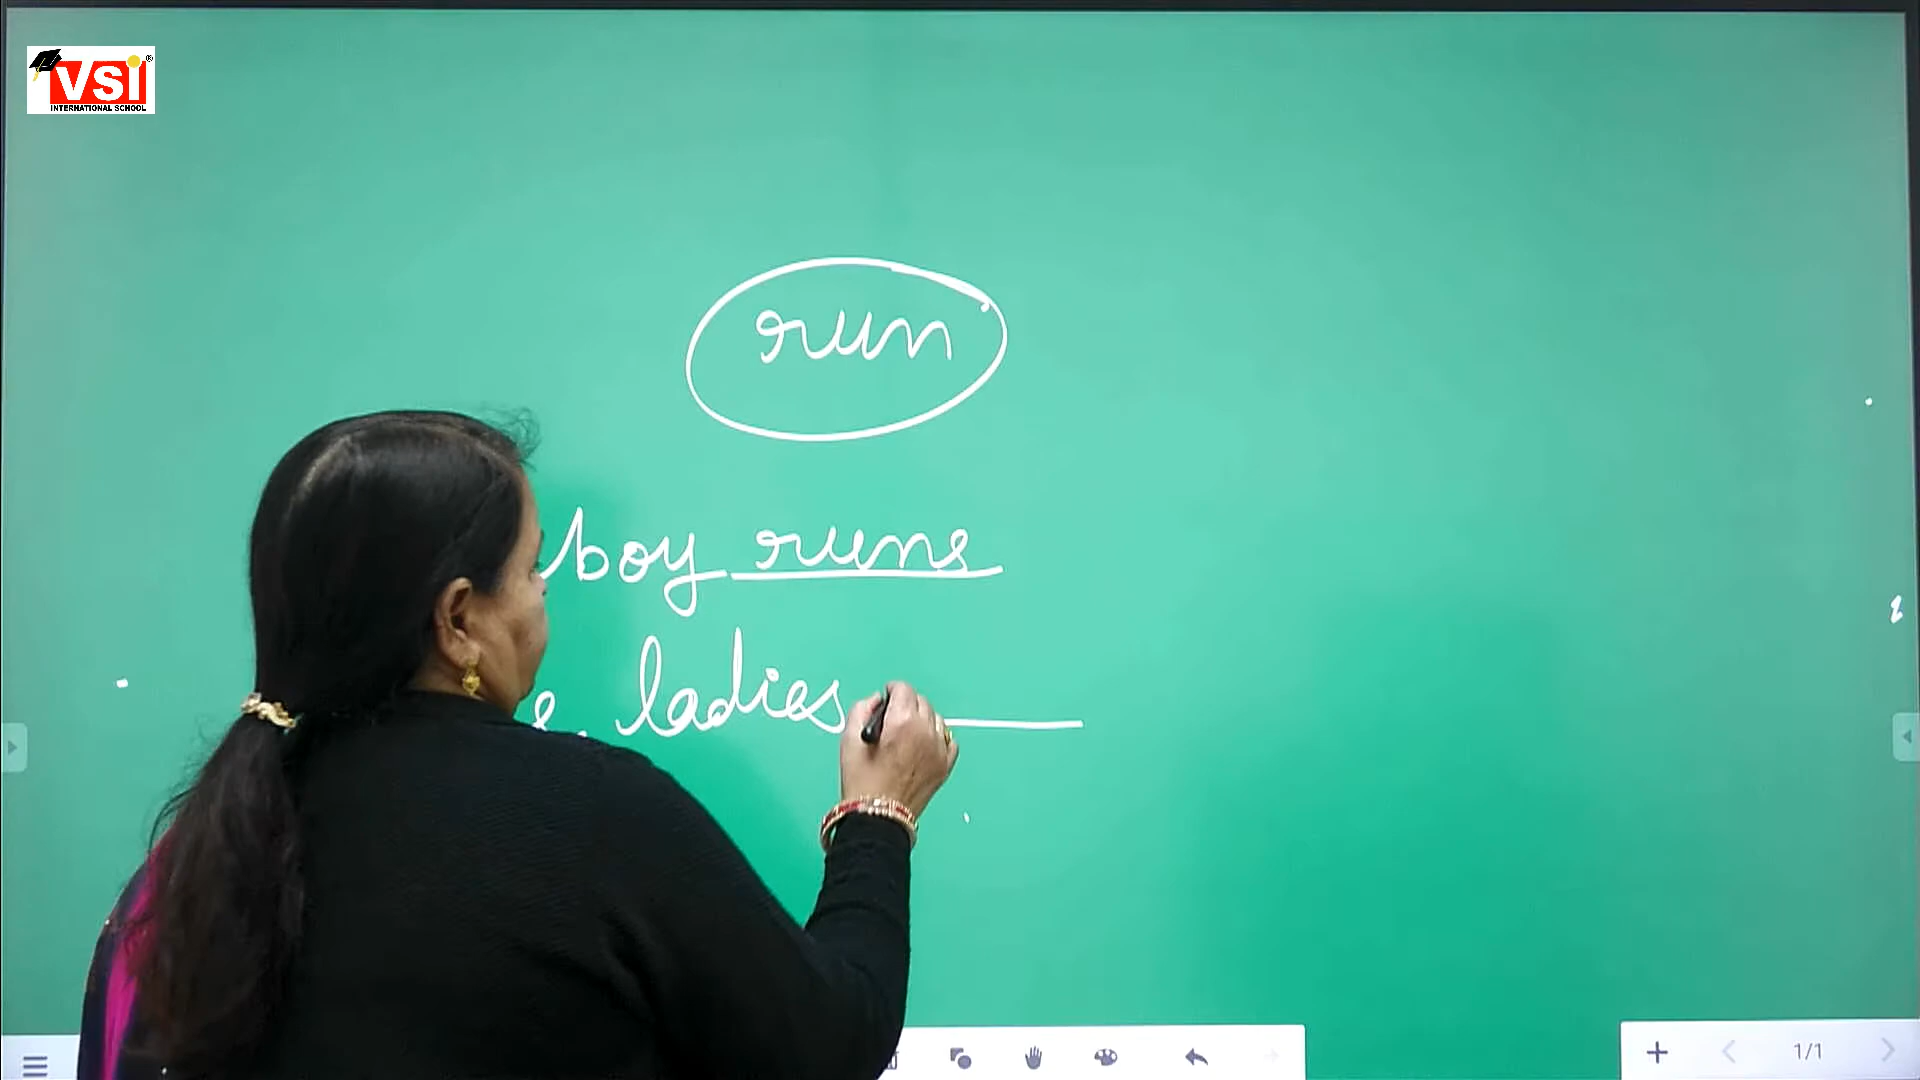 VSI
INTERNATIONAL SCHOOL
run
boy runs
ladies
1/1